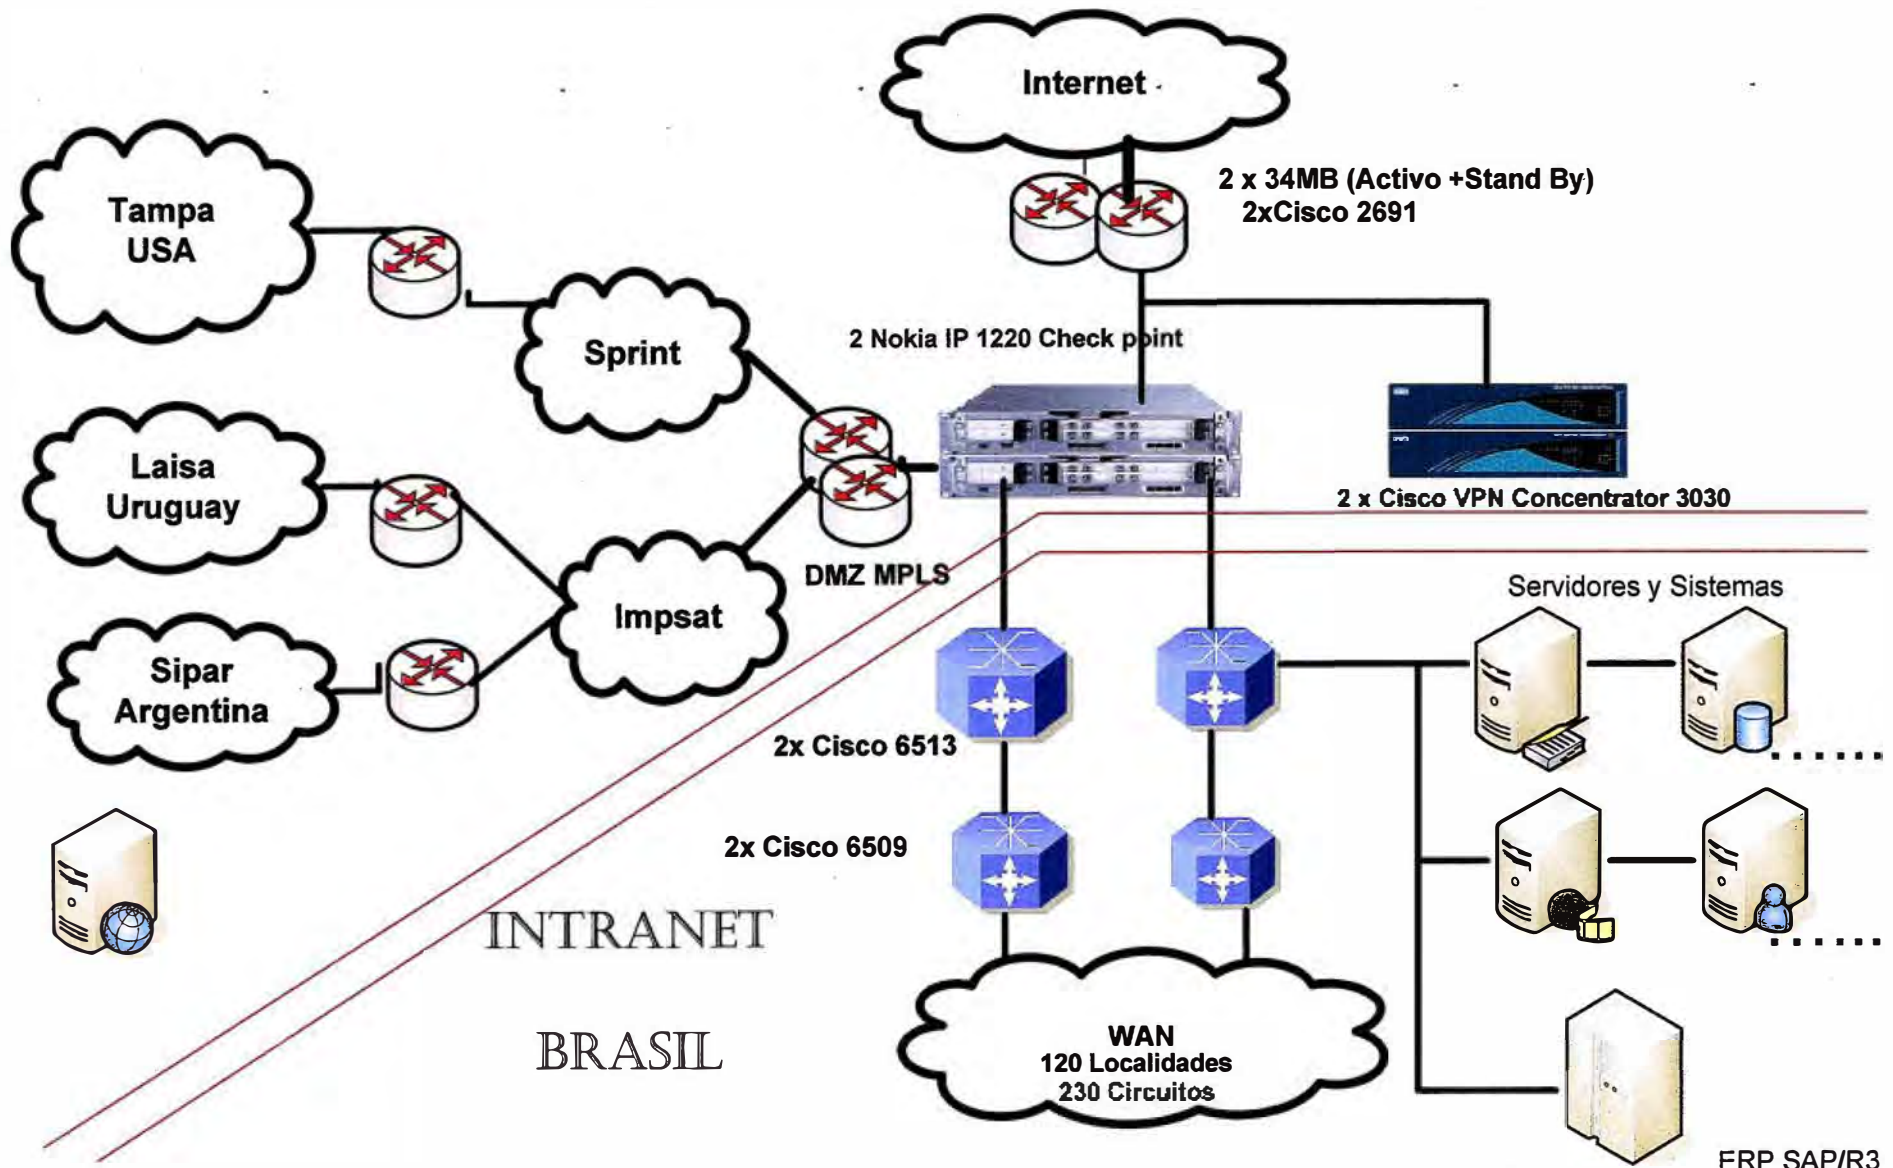 Internet
Tampa
USA
2 x 34MB (Activo +Stand By)
2xCisco 2691
Sprint
2 Nokia IP 1220 Check point
Laisa
Uruguay
2 x Cisco VPN Concentrator 3030
DMZ MPLS
Servidores y Sistemas
Impsat
Sipar
Argentina
2x Cisco 6513
2x Cisco 6509
INTRANET
BRASIL
WAN
120 Localidades
230 Circuitos
ERP SAP/R3